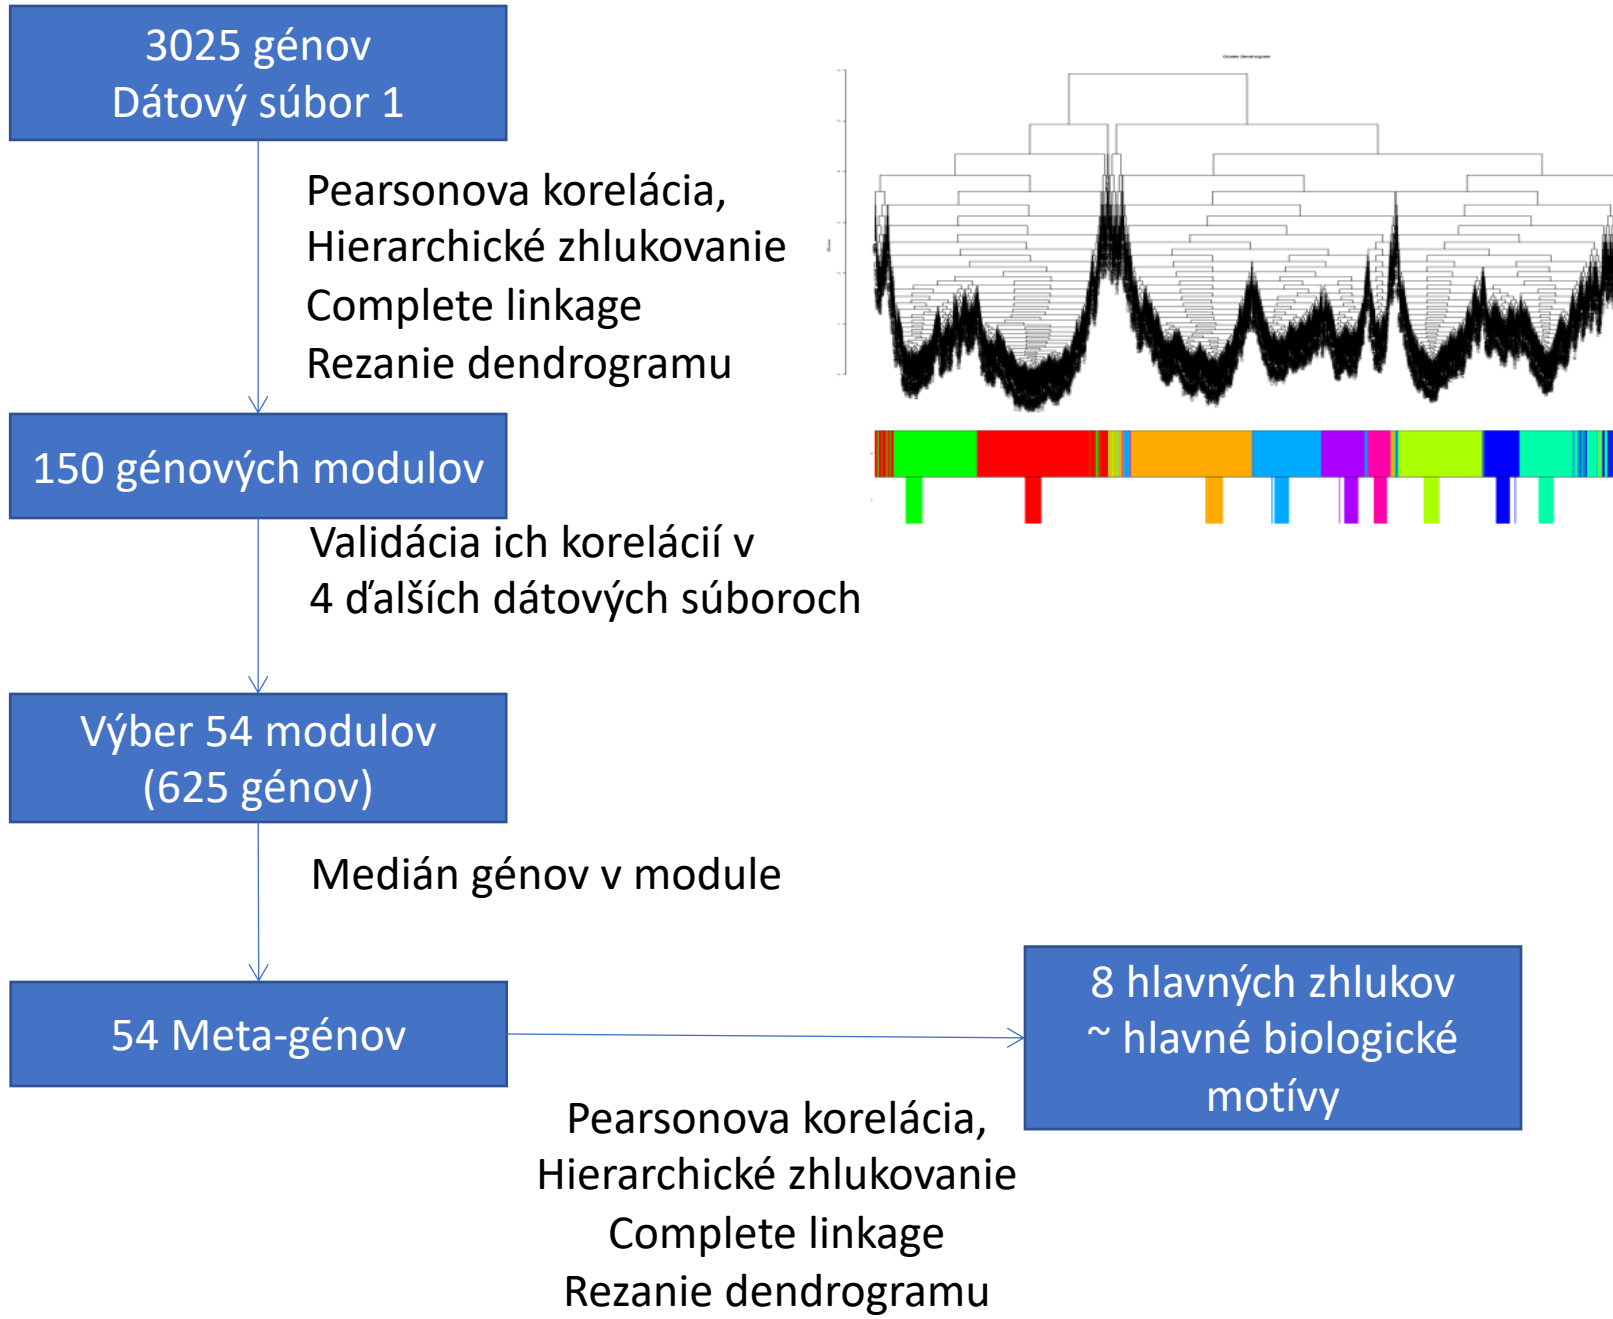 3025 génov
Dátový súbor 1
Pearsonova korelácia,
Hierarchické zhlukovanie
Complete linkage
Rezanie dendrogramu
150 génových modulov
Validácia ich korelácií v
4 ďalších dátových súboroch
Výber 54 modulov
(625 génov)
Medián génov v module
54 Meta-génov
8 hlavných zhlukov
~ hlavné biologické
motívy
Pearsonova korelácia,
Hierarchické zhlukovanie
Complete linkage
Rezanie dendrogramu
Cluster Dendrogram